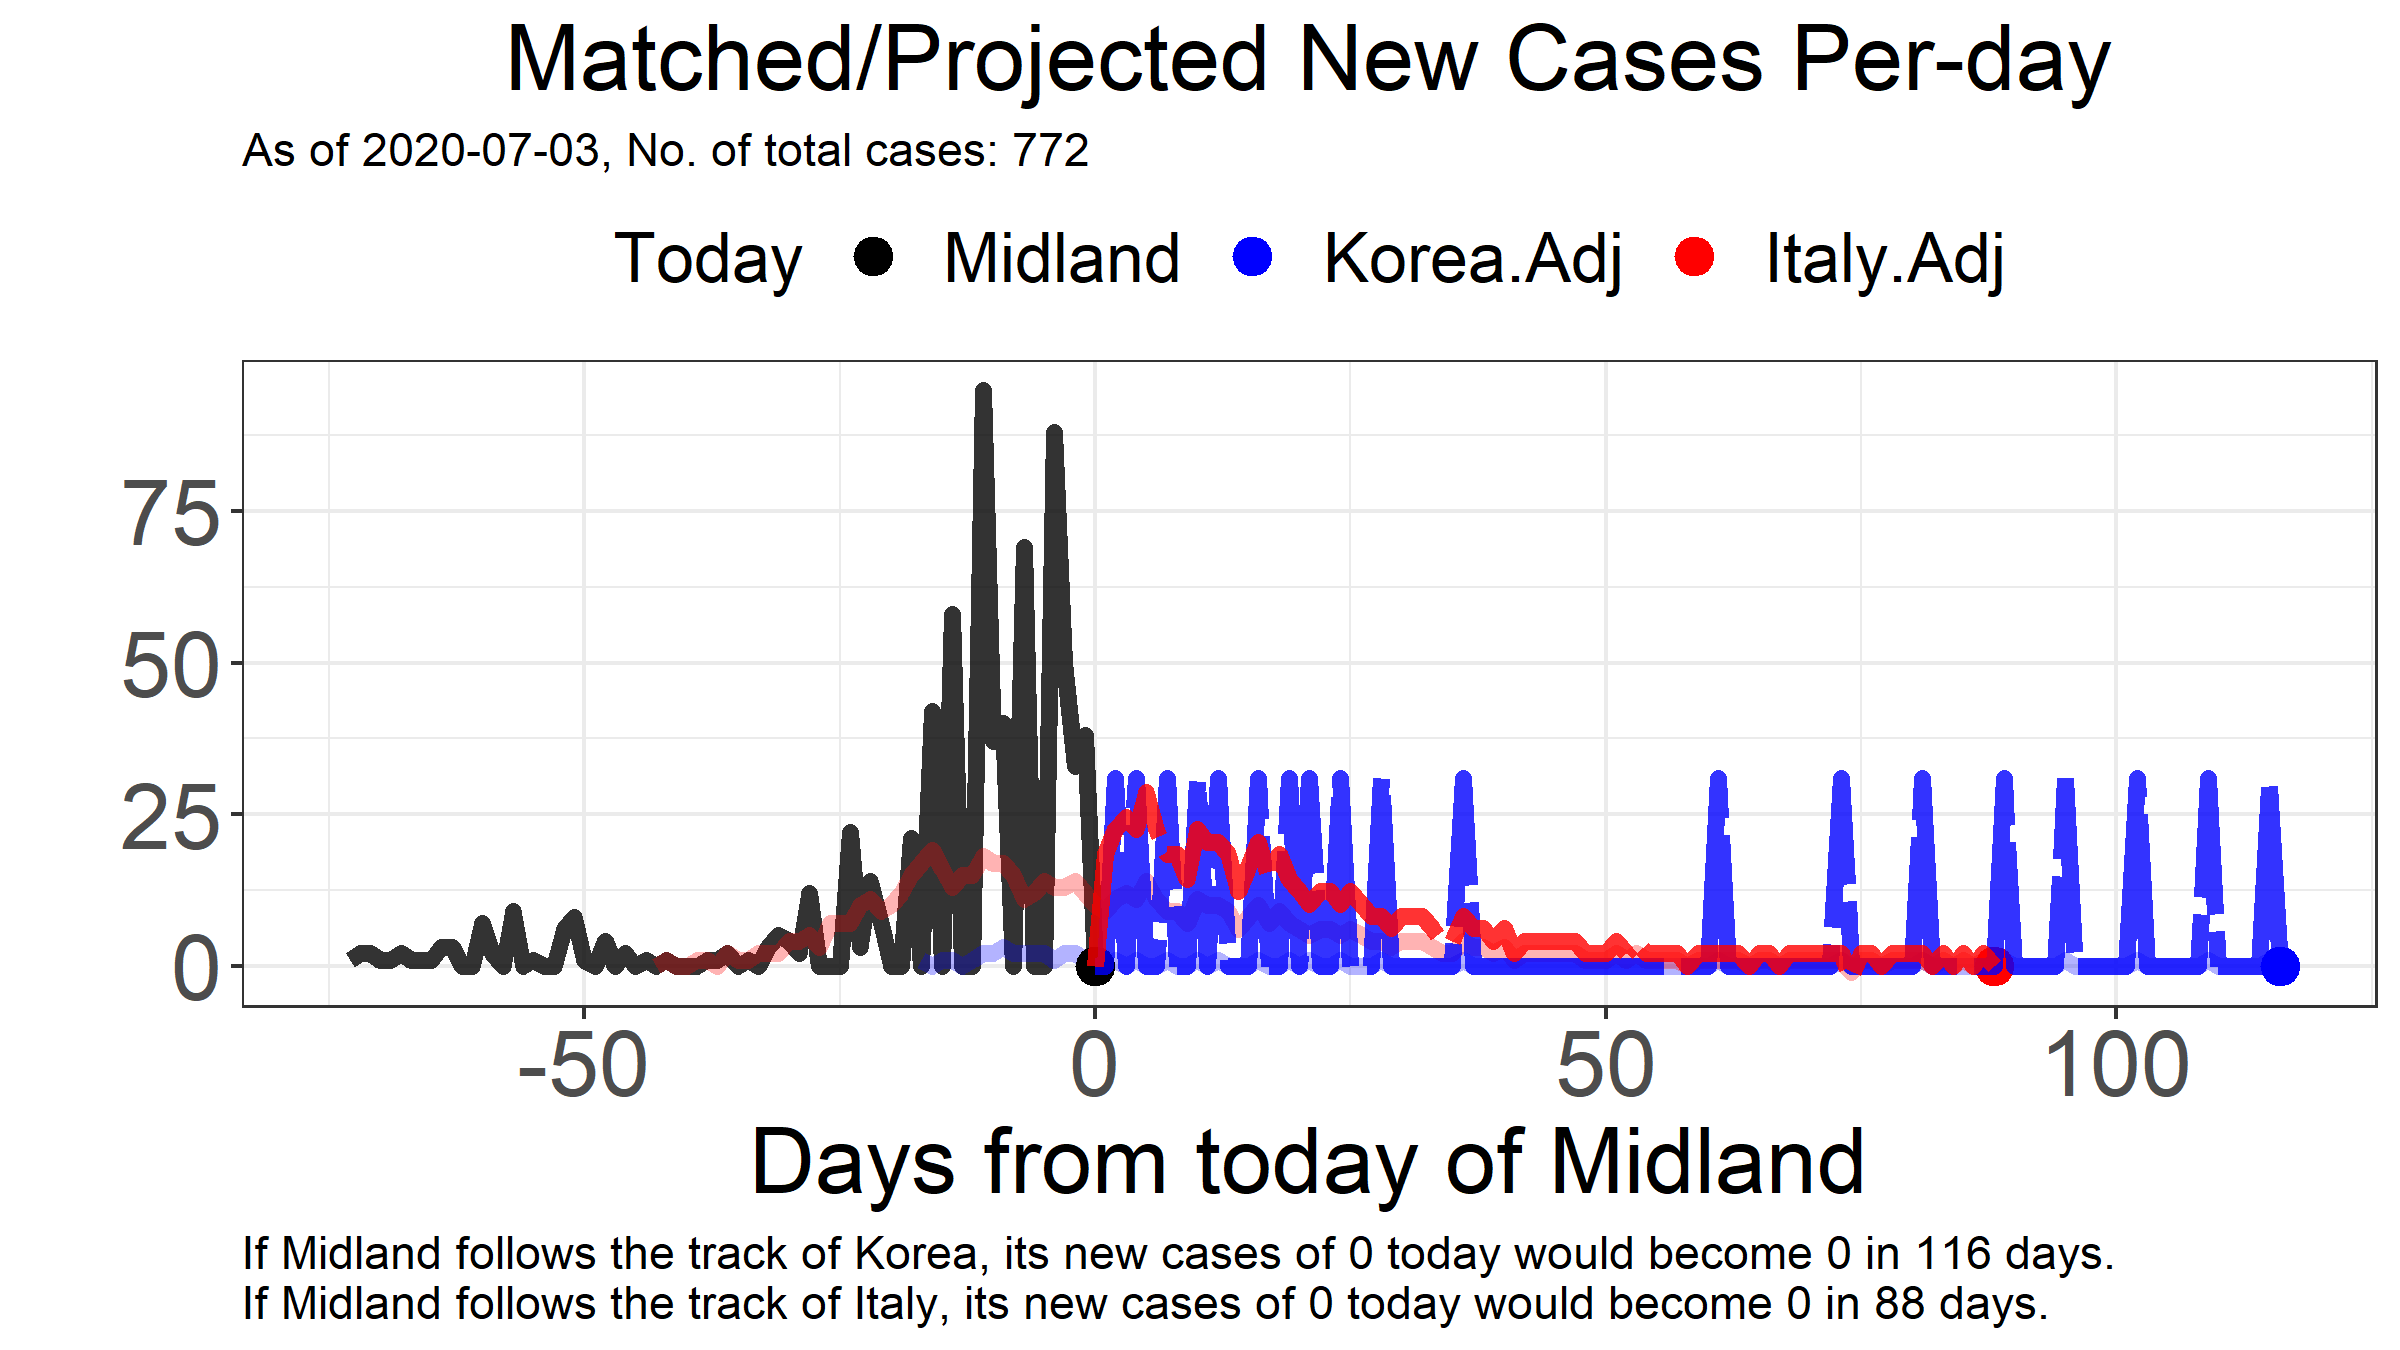 Matched/Projected New Cases Per-day
As of 2020-07-03, No. of total cases: 772
Today Midland Korea.Adj Italy.Adj
75
50
25
0
-50 0 50 100
Days from today of Midland
If Midland follows the track of Korea, its new cases of 0 today would become 0 in 116 days.
If Midland follows the track of Italy, its new cases of 0 today would become 0 in 88 days.